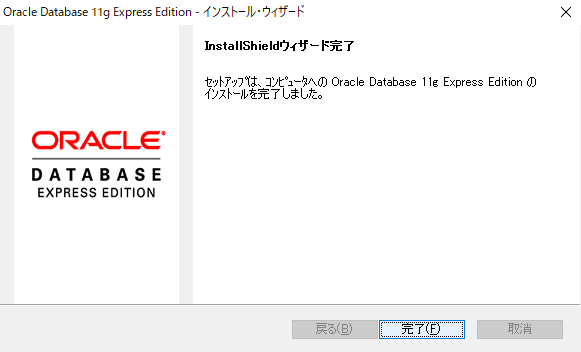 Oracle Database 11g Express Edition - インストール・ウィザード
InstallShieldウィザード完了
セットアップは、コンピュータへの Oracle Database 11g Express Edition の
インストールを完了しました。
ORACLE®
DATABASE
EXPRESS EDITION
戻る(B)
完了(F)
取消